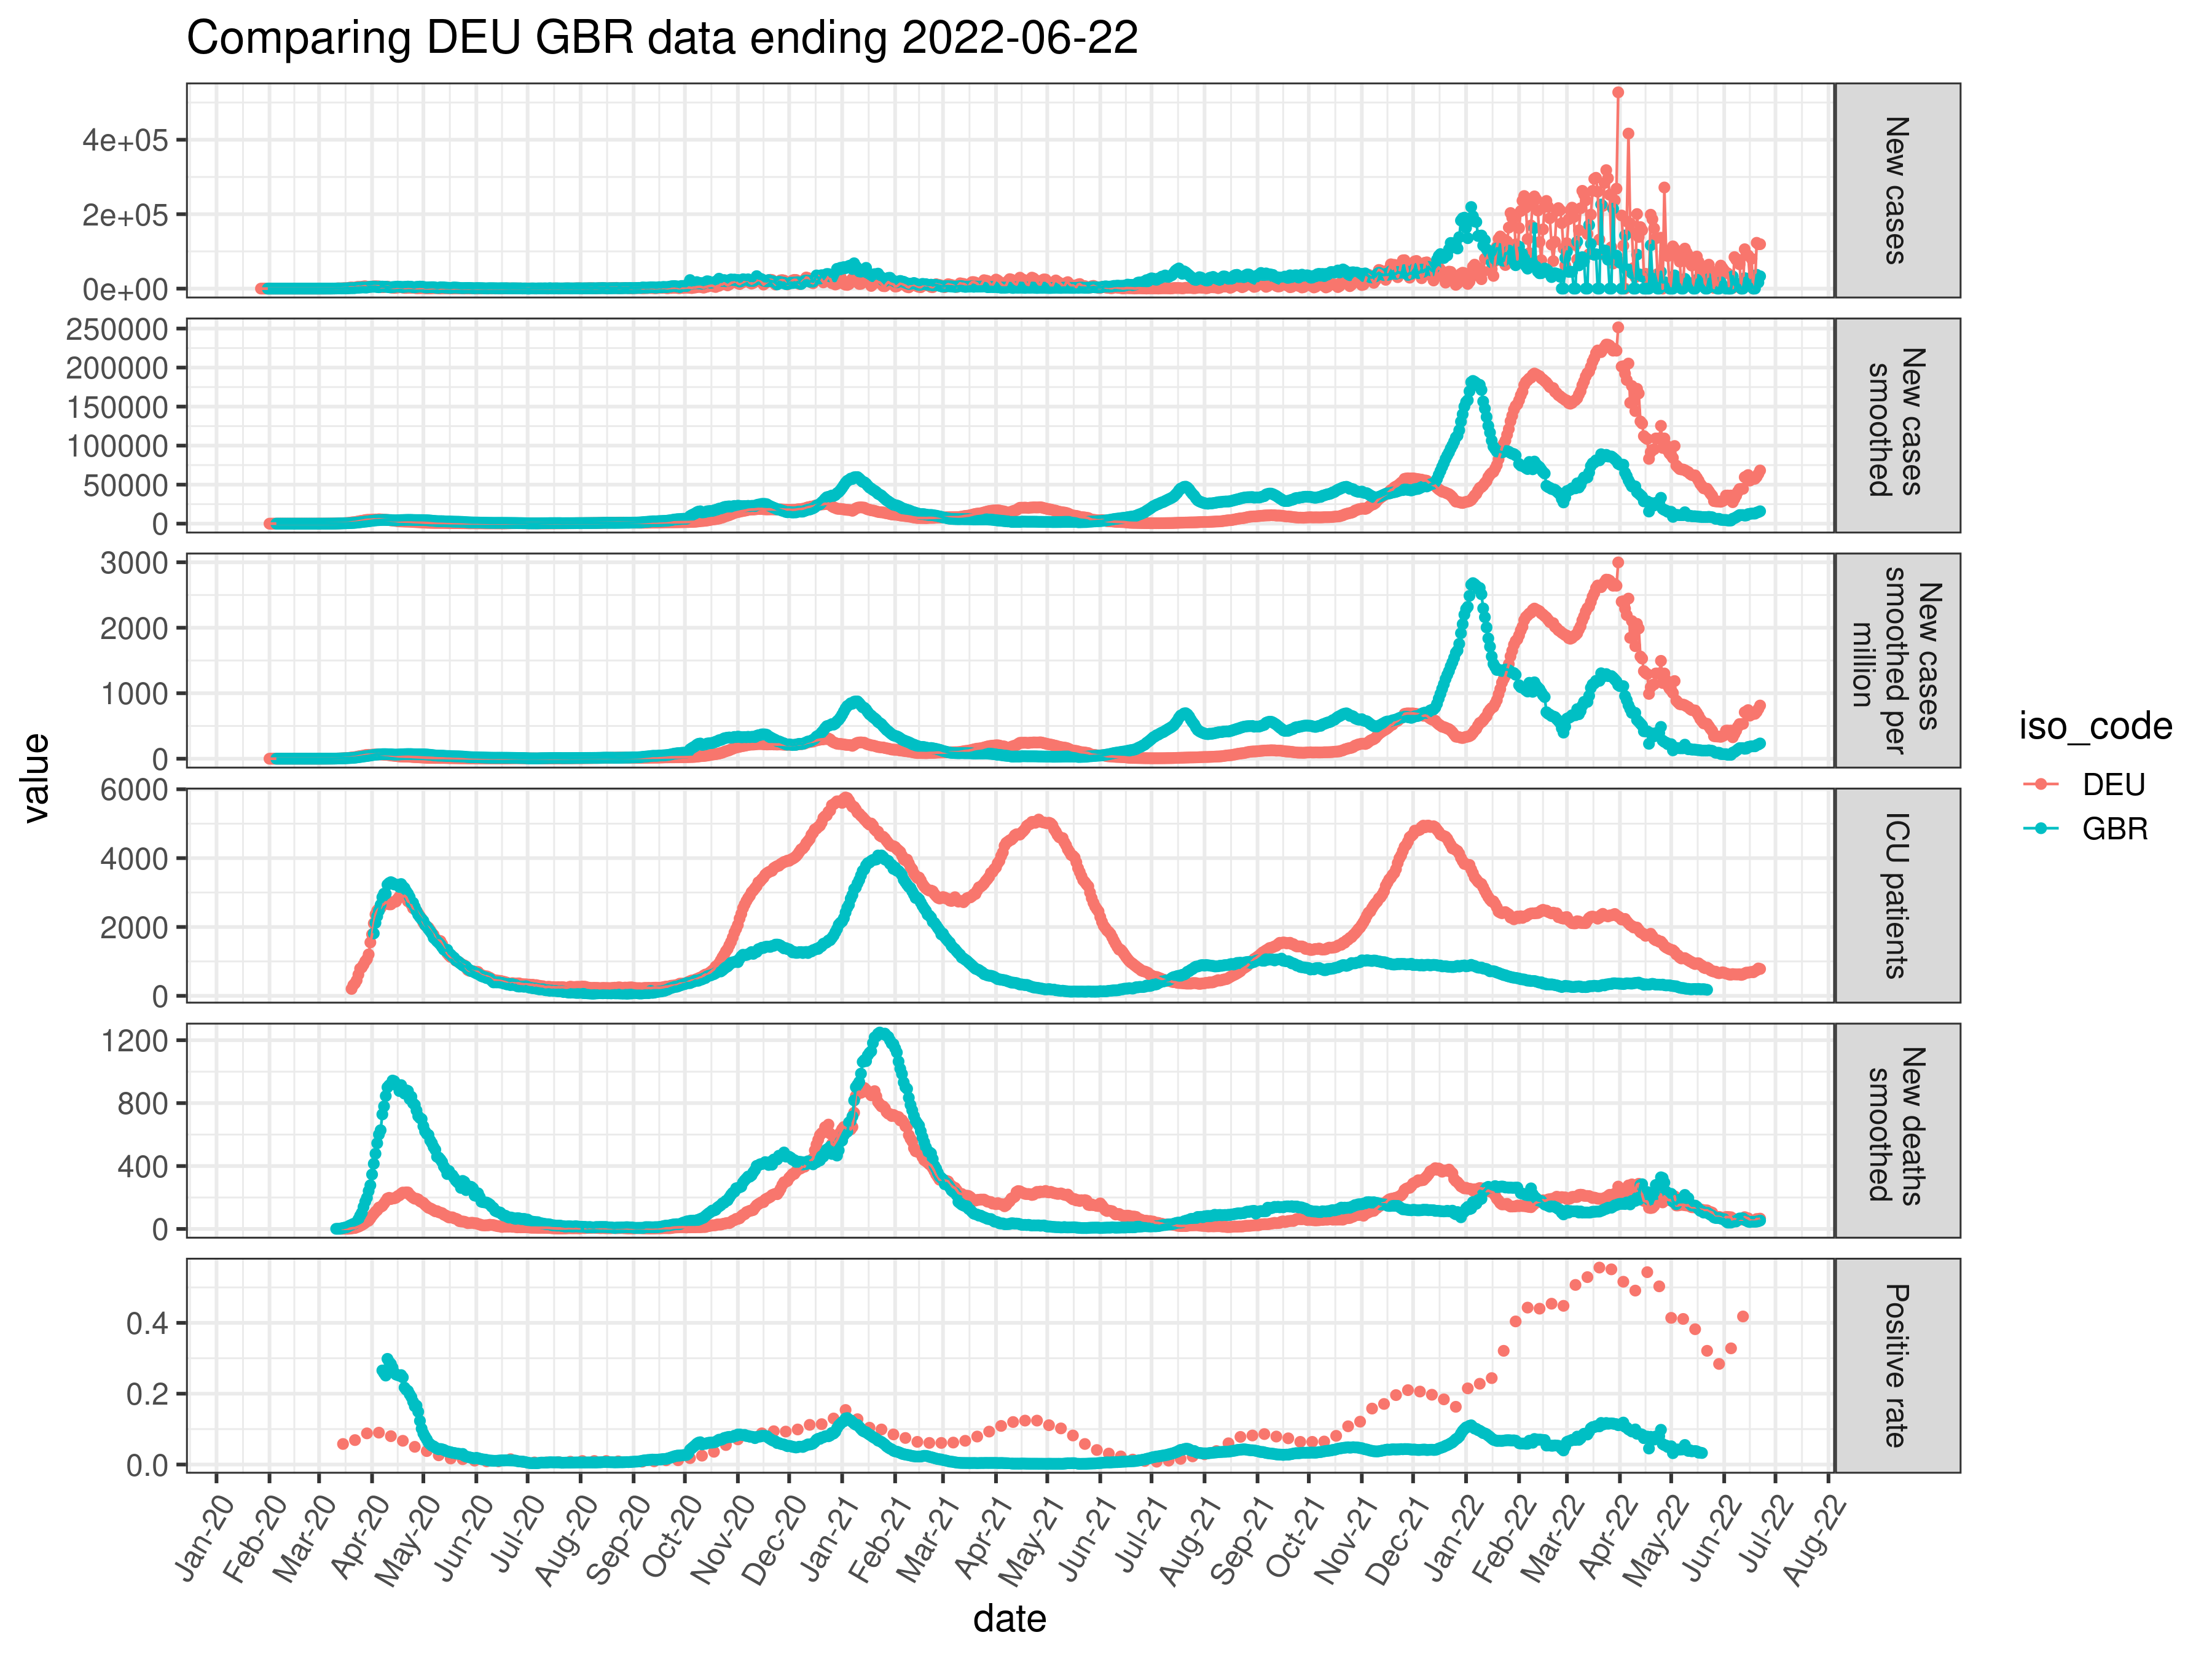 Comparing DEU GBR data ending 2022-06-22
value
4e+05
2e+05
0e+00
New cases
250000
200000
150000
100000
50000
0
New cases
smoothed
3000
2000
1000
0
New cases
smoothed per
million
6000
4000
2000
0
ICU patients
1200
800
400
0
New deaths
smoothed
0.4
0.2
0.0
Positive rate
Jan-20
Feb-20
Mar-20
Apr-20
May-20
Jun-20
Jul-20
Aug-20
Sep-20
Oct-20
Nov-20
Dec-20
Jan-21
Feb-21
Mar-21
Apr-21
May-21
Jun-21
Jul-21
Aug-21
Sep-21
Oct-21
Nov-21
Dec-21
Jan-22
Feb-22
Mar-22
Apr-22
May-22
Jun-22
Jul-22
Aug-22
date
iso_code
DEU
GBR